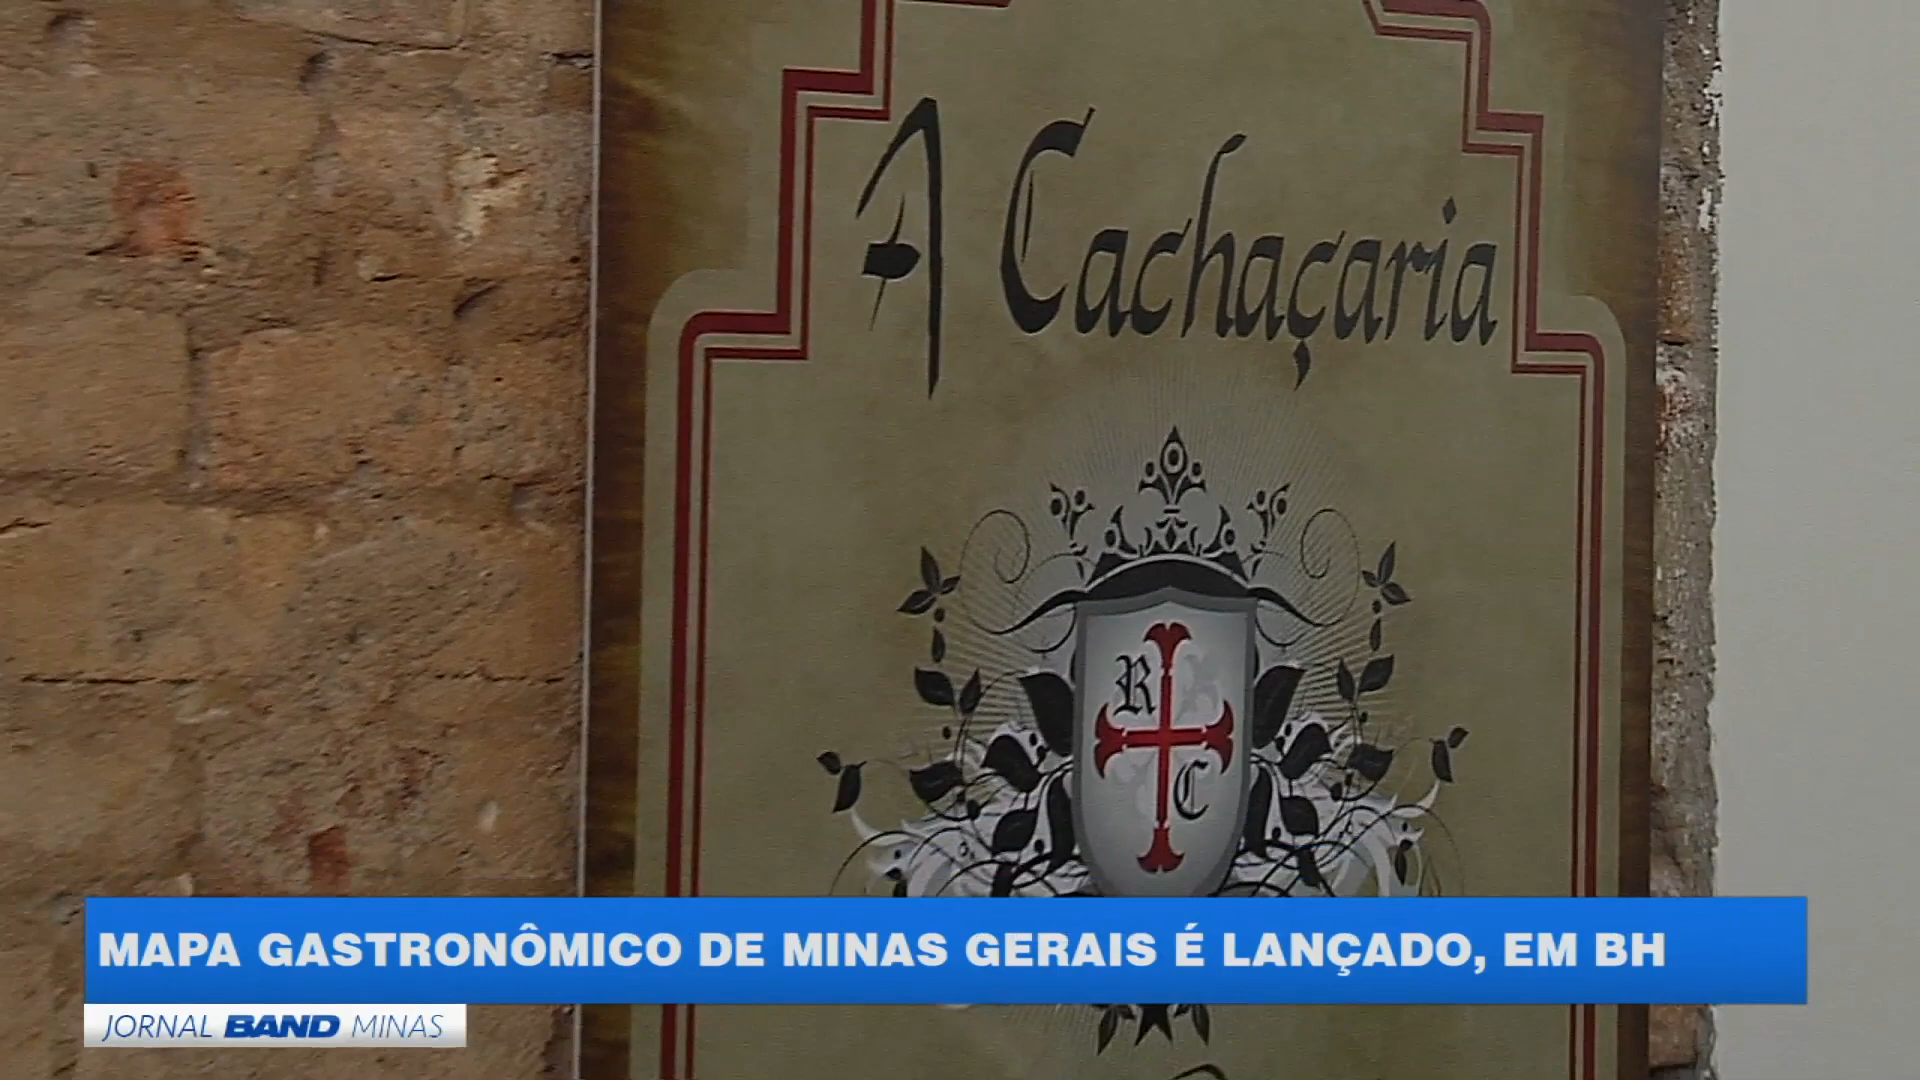 A Cachaçaria
R
C
MAPA GASTRONÔMICO DE MINAS GERAIS É LANÇADO, EM BH
JORNAL BAND MINAS